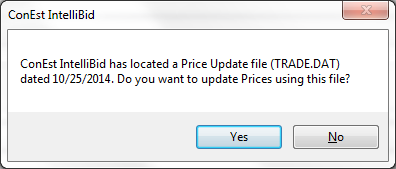 ConEst IntelliBid
ConEst IntelliBid has located a Price Update file (TRADE.DAT)
dated 10/25/2014. Do you want to update Prices using this file?
Yes
No